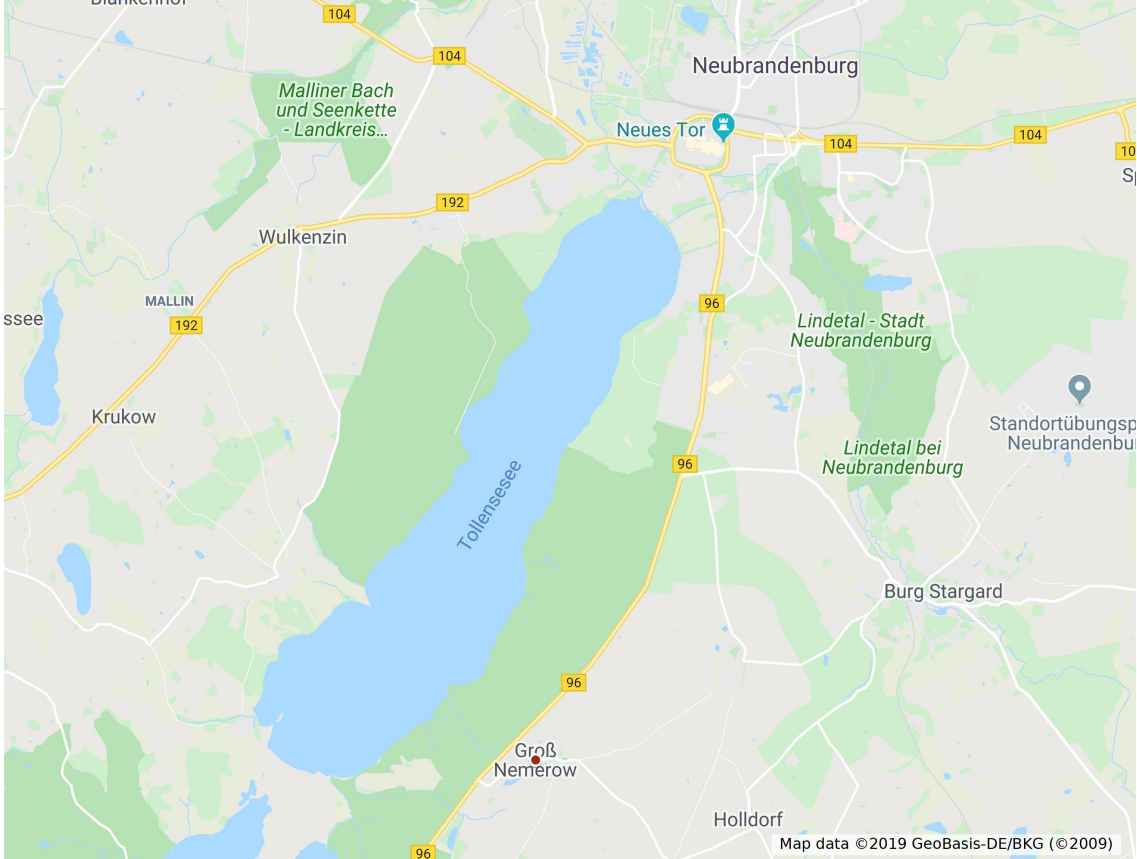 Blankenhof
104
104
Neubrandenburg
Malliner Bach
und Seenkette
- Landkreis...
Neues Tor
104
104
192
Wulkenzin
MALLIN
192
96
Lindetal - Stadt
Neubrandenburg
Krukow
Standortübungsp
Neubrandenbur
Lindetal bei
Neubrandenburg
96
Tollensesee
Burg Stargard
96
Groß
Nemerow
Holldorf
96
Map data ©2019 GeoBasis-DE/BKG (©2009)